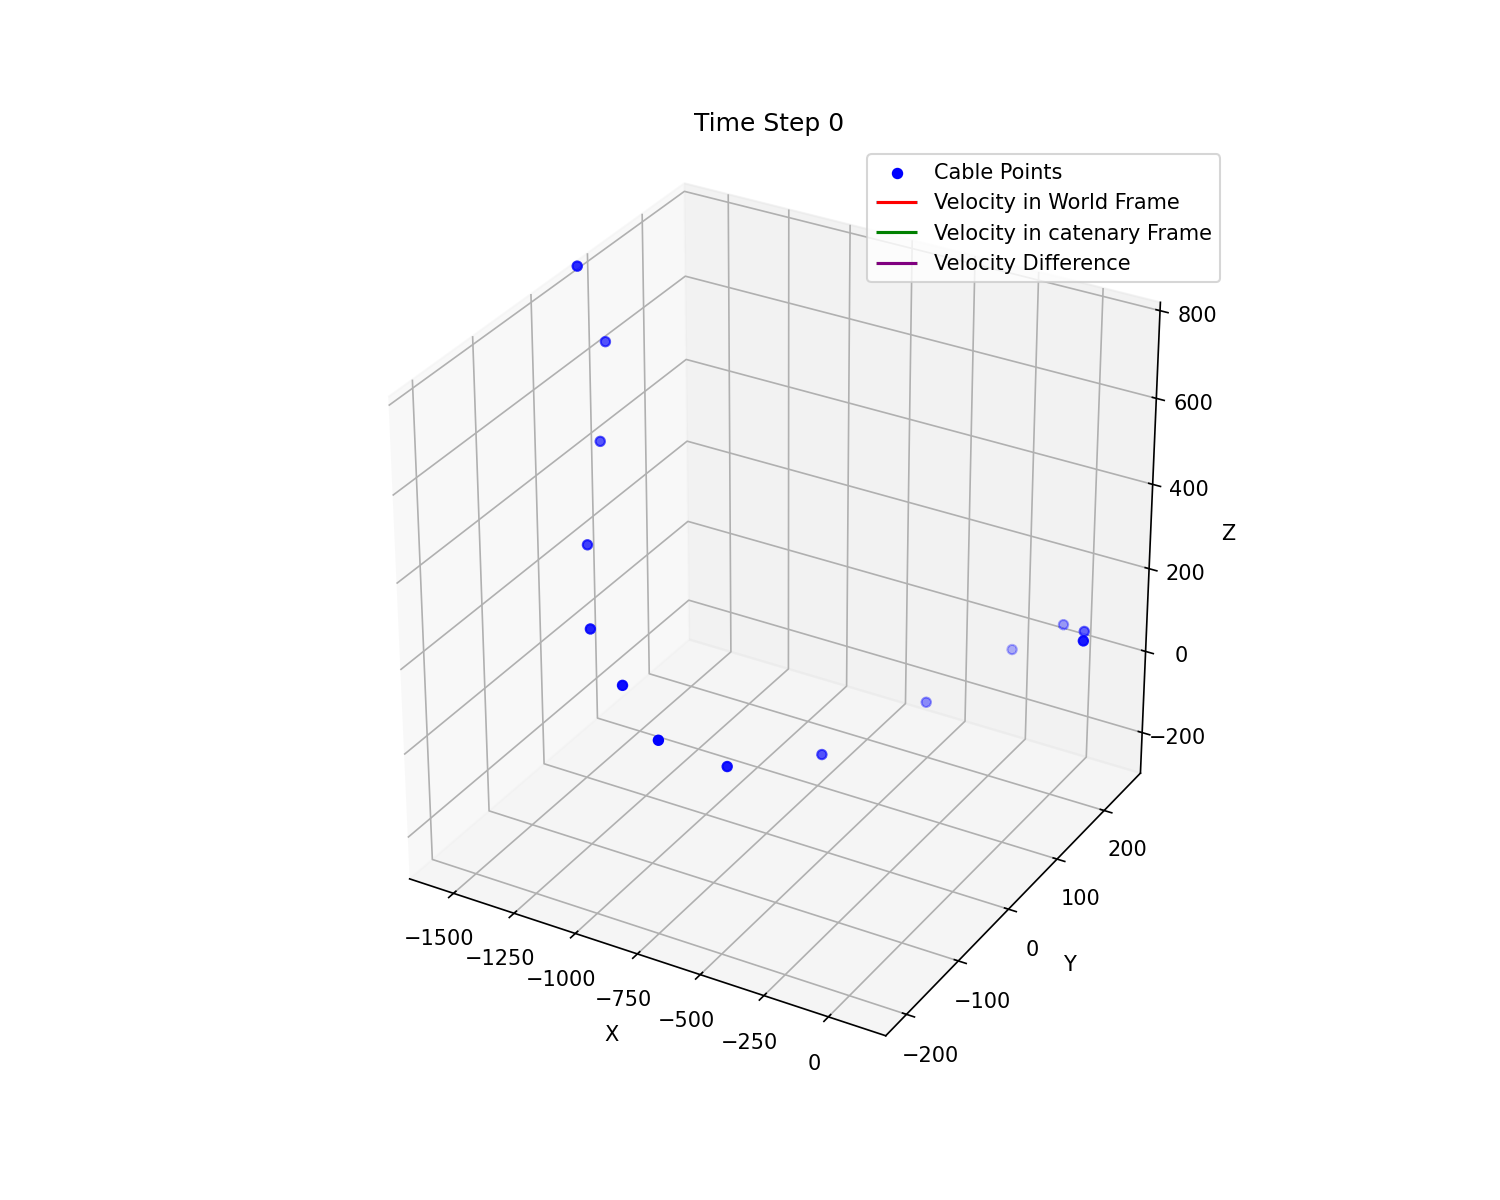 Time Step 0
Cable Points
Velocity in World Frame
Velocity in catenary Frame
Velocity Difference
800
600
400
200
0
−200
Z
200
100
0
−100
−200
Y
−1500
−1250
−1000
−750
−500
−250
0
X